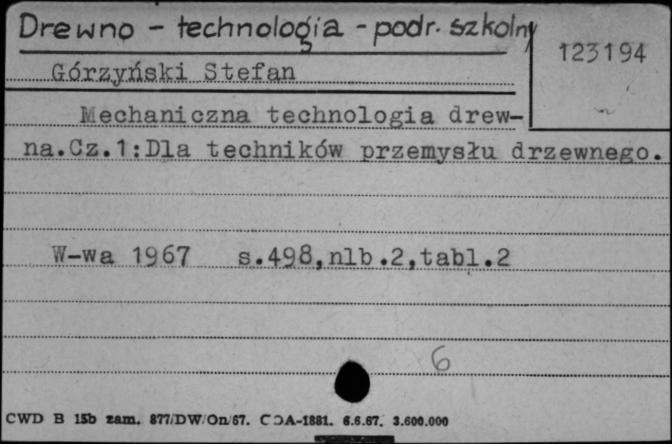 Drewno - technologia - podr. szkolny
123194
Górzyński Stefan
Mechaniczna technologia drew-
na.Cz.1:Dla techników przemysłu drzewnego.
W-wa 1967 s.498,nlb.2,tabl.2
6
CWD B 15b zam. 877/DW/On/67. CDA-1881. 6.6.67. 3.600.000